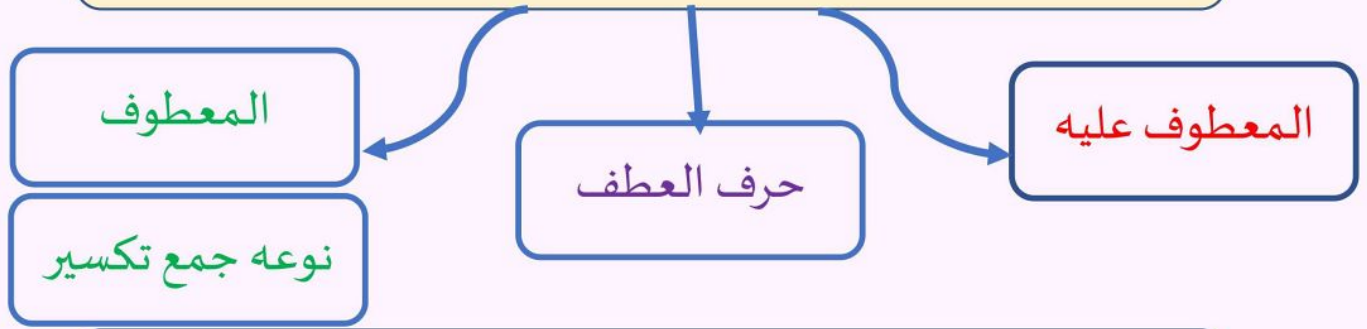 المعطوف عليه
حرف العطف
المعطوف
نوعه جمع تكسير